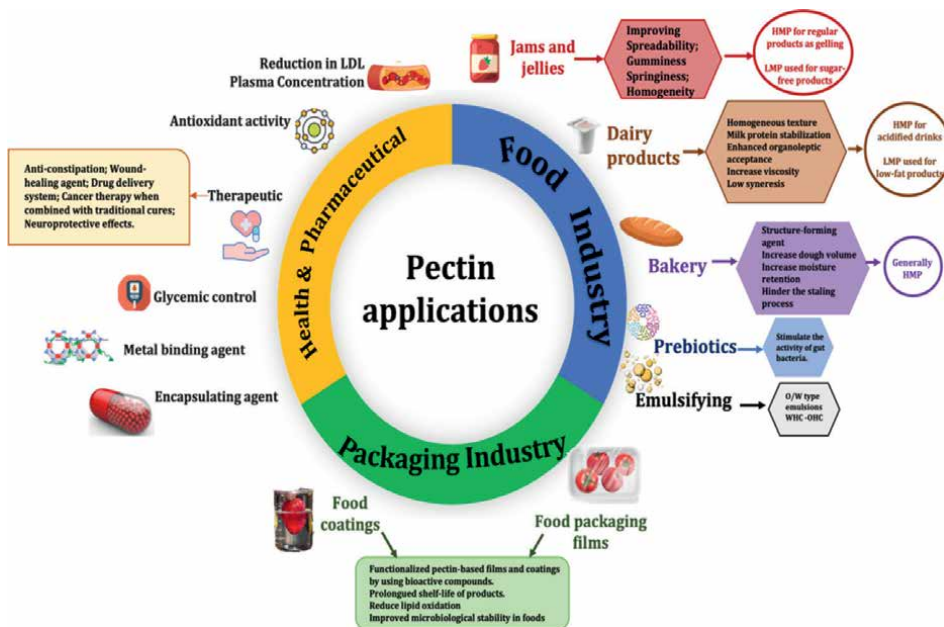 Pectin
applications
Food Industry
Health & Pharmaceutical
Packaging Industry
Jams and
jellies
Improving
Spreadability;
Gumminess
Springiness;
Homogeneity
HMP for regular
products as gelling
LMP used for sugar-
free products
Dairy
products
Homogeneous texture
Milk protein stabilization
Enhanced organoleptic
acceptance
Increase viscosity
Low syneresis
HMP for
acidified drinks
LMP used for
low-fat products
Bakery
Structure-forming
agent
Increase dough volume
Increase moisture
retention
Hinder the staling
process
Generally
HMP
Prebiotics
Stimulate the
activity of gut
bacteria.
Emulsifying
O/W type
emulsions
WHC -OHC
Reduction in LDL
Plasma Concentration
Antioxidant activity
Therapeutic
Anti-constipation; Wound-
healing agent; Drug delivery
system; Cancer therapy when
combined with traditional cures;
Neuroprotective effects.
Glycemic control
Metal binding agent
Encapsulating agent
Food
coatings
Food packaging
films
Functionalized pectin-based films and coatings
by using bioactive compounds.
Prolongued shelf-life of products.
Reduce lipid oxidation
Improved microbiological stability in foods